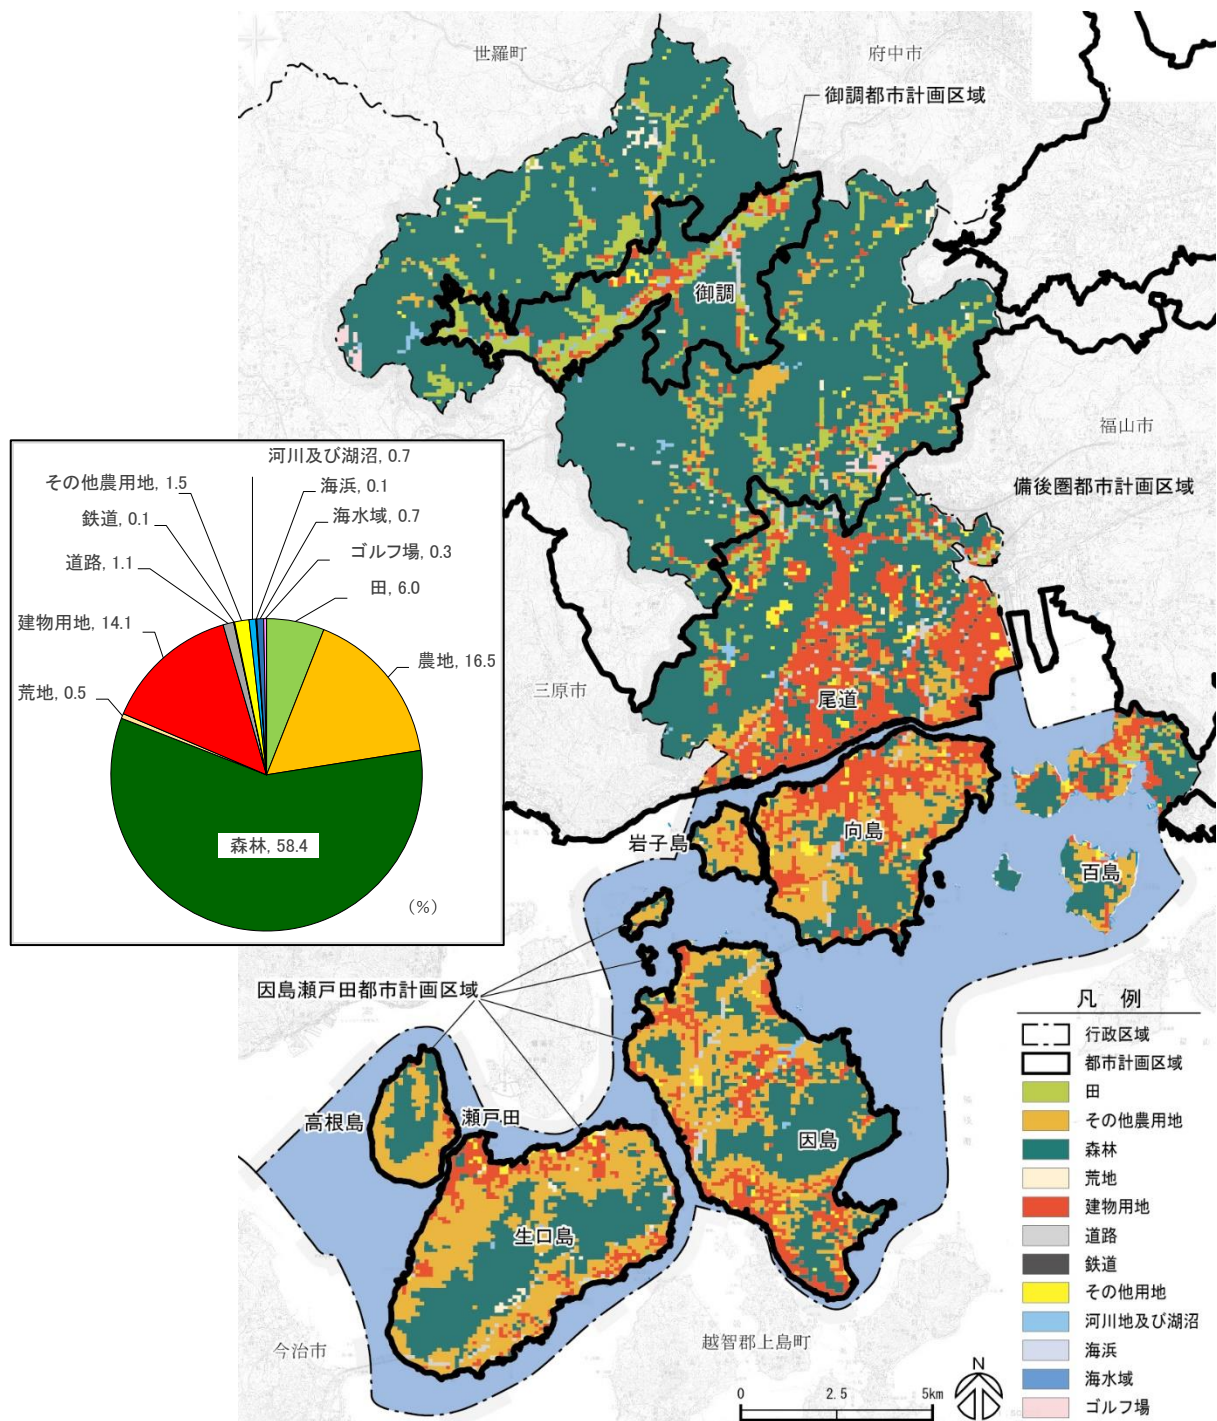 世羅町
府中市
御調都市計画区域
御調
福山市
備後圏都市計画区域
河川及び湖沼, 0.7
その他農用地, 1.5
海浜, 0.1
鉄道, 0.1
海水域, 0.7
道路, 1.1
ゴルフ場, 0.3
田, 6.0
建物用地, 14.1
農地, 16.5
荒地, 0.5
森林, 58.4
(%)
三原市
尾道
岩子島
向島
百島
因島瀬戸田都市計画区域
高根島
瀬戸田
因島
生口島
今治市
越智郡上島町
凡 例
行政区域
都市計画区域
田
その他農用地
森林
荒地
建物用地
道路
鉄道
その他用地
河川地及び湖沼
海浜
海水域
ゴルフ場
N
0 2.5 5km